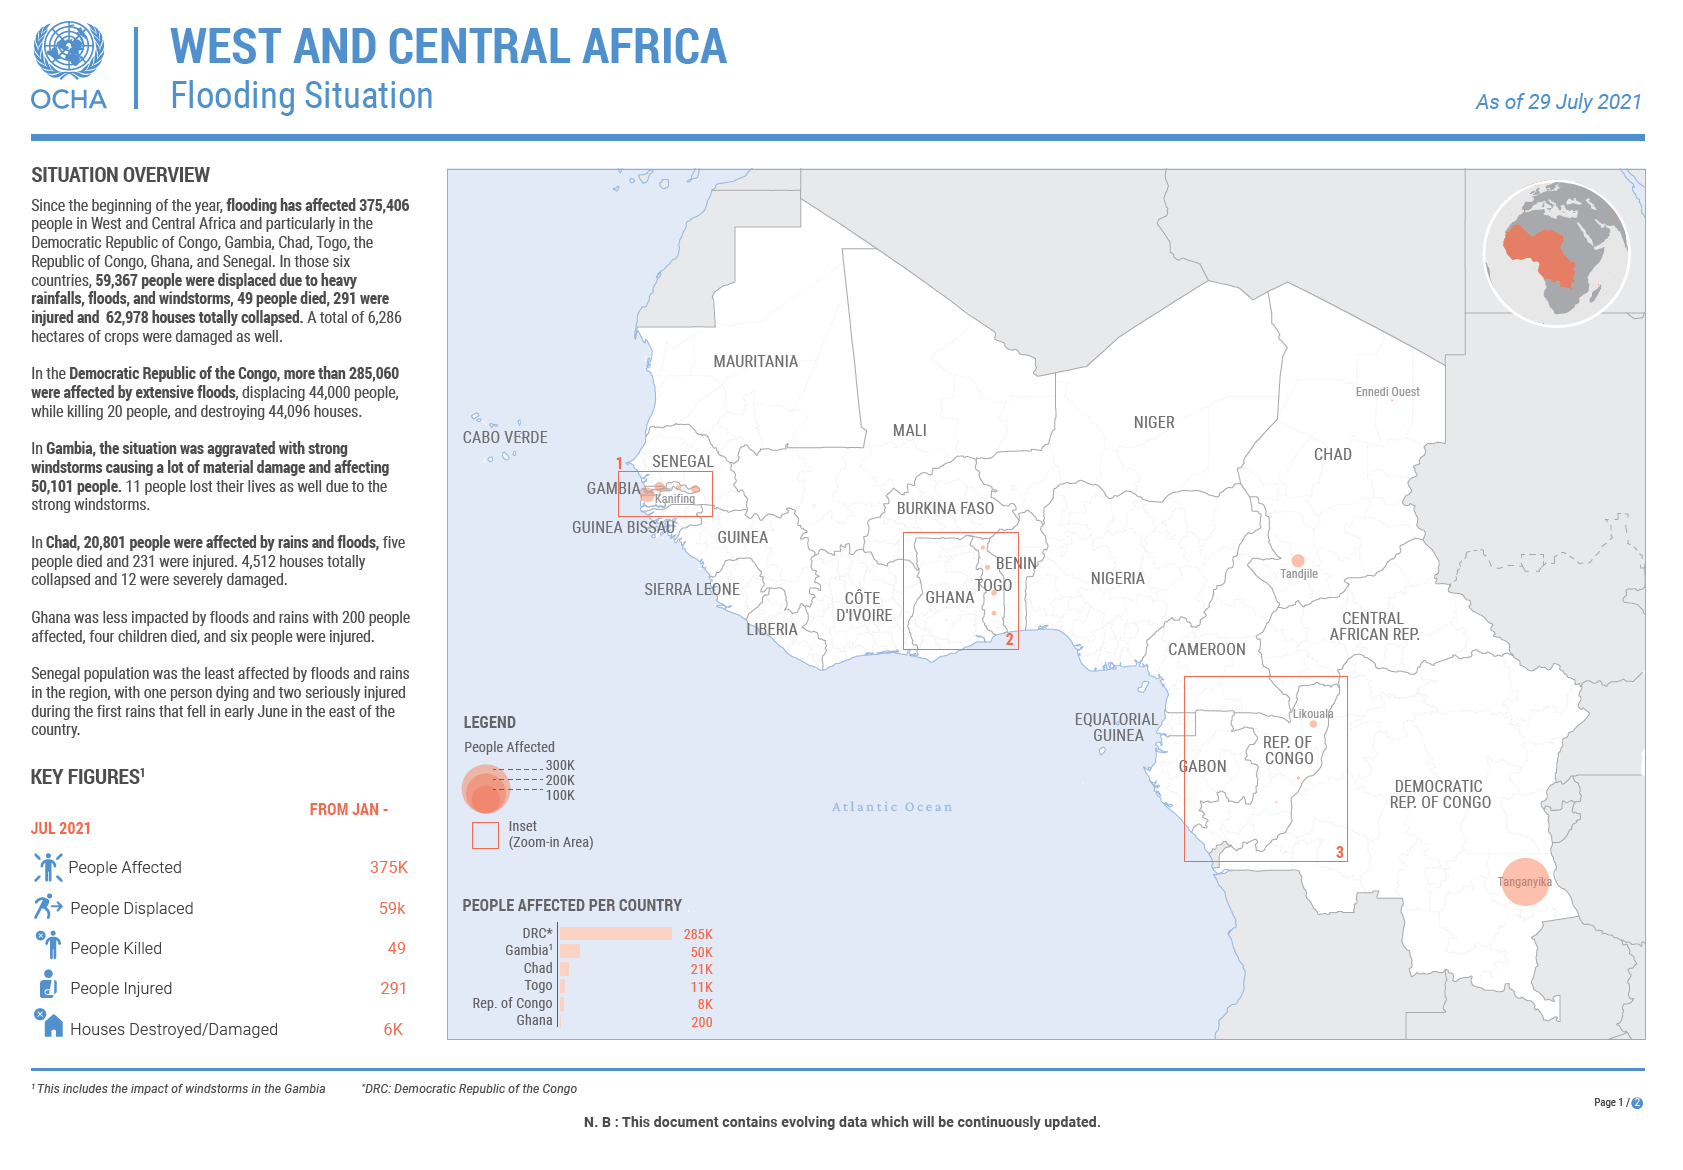 OCHA
WEST AND CENTRAL AFRICA
Flooding Situation
As of 29 July 2021
SITUATION OVERVIEW
Since the beginning of the year, flooding has affected 375,406
people in West and Central Africa and particularly in the
Democratic Republic of Congo, Gambia, Chad, Togo, the
Republic of Congo, Ghana, and Senegal. In those six
countries, 59,367 people were displaced due to heavy
rainfalls, floods, and windstorms, 49 people died, 291 were
injured and 62,978 houses totally collapsed. A total of 6,286
hectares of crops were damaged as well.
In the Democratic Republic of the Congo, more than 285,060
were affected by extensive floods, displacing 44,000 people,
while killing 20 people, and destroying 44,096 houses.
In Gambia, the situation was aggravated with strong
windstorms causing a lot of material damage and affecting
50,101 people. 11 people lost their lives as well due to the
strong windstorms.
In Chad, 20,801 people were affected by rains and floods, five
people died and 231 were injured. 4,512 houses totally
collapsed and 12 were severely damaged.
Ghana was less impacted by floods and rains with 200 people
affected, four children died, and six people were injured.
Senegal population was the least affected by floods and rains
in the region, with one person dying and two seriously injured
during the first rains that fell in early June in the east of the
country.
KEY FIGURES¹
FROM JAN -
JUL 2021
People Affected 375K
People Displaced 59k
People Killed 49
People Injured 291
Houses Destroyed/Damaged 6K
MAURITANIA
Ennedi Ouest
NIGER
MALI
CABO VERDE
CHAD
1
SENEGAL
GAMBIA
Kanifing
BURKINA FASO
GUINEA BISSAU
GUINEA
BENIN
Tandjile
NIGERIA
TOGO
SIERRA LEONE
GHANA
CÔTE
D'IVOIRE
CENTRAL
AFRICAN REP.
LIBERIA
2
CAMEROON
Likouala
EQUATORIAL
GUINEA
REP. OF
CONGO
GABON
DEMOCRATIC
REP. OF CONGO
Atlantic Ocean
3
Tanganyika
LEGEND
People Affected
300K
200K
100K
Inset
(Zoom-in Area)
PEOPLE AFFECTED PER COUNTRY
DRC* 285K
Gambia¹ 50K
Chad 21K
Togo 11K
Rep. of Congo 8K
Ghana 200
¹ This includes the impact of windstorms in the Gambia *DRC: Democratic Republic of the Congo
Page 1 / 2
N. B : This document contains evolving data which will be continuously updated.